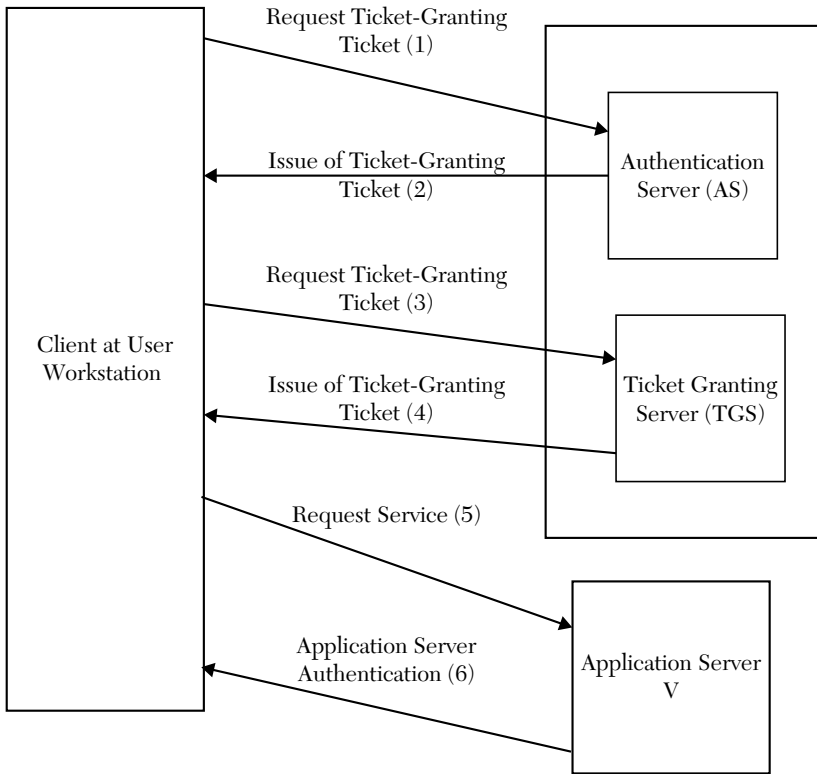 Request Ticket-Granting
Ticket (1)
Authentication
Server (AS)
Issue of Ticket-Granting
Ticket (2)
Request Ticket-Granting
Ticket (3)
Client at User
Workstation
Ticket Granting
Server (TGS)
Issue of Ticket-Granting
Ticket (4)
Request Service (5)
Application Server
Authentication (6)
Application Server
V